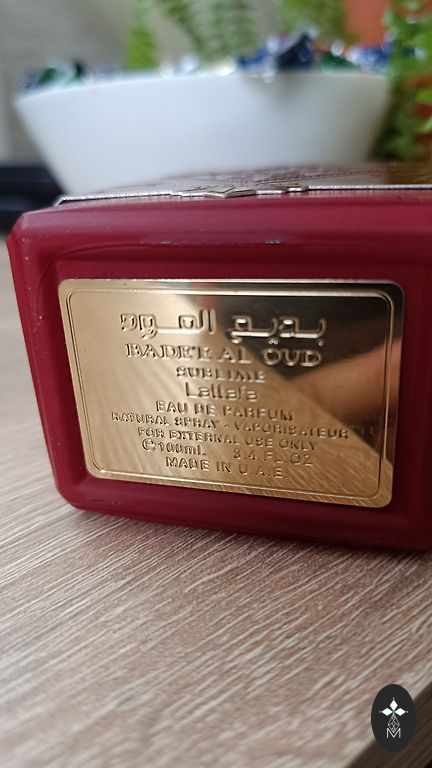 بديع العود
BADE'E AL OUD
SUBLIME
Lattafa
EAU DE PARFUM
NATURAL SPRAY - VAPORISATEUR
FOR EXTERNAL USE ONLY
℮100ml. 3.4 FL.OZ
MADE IN U.A.E
M